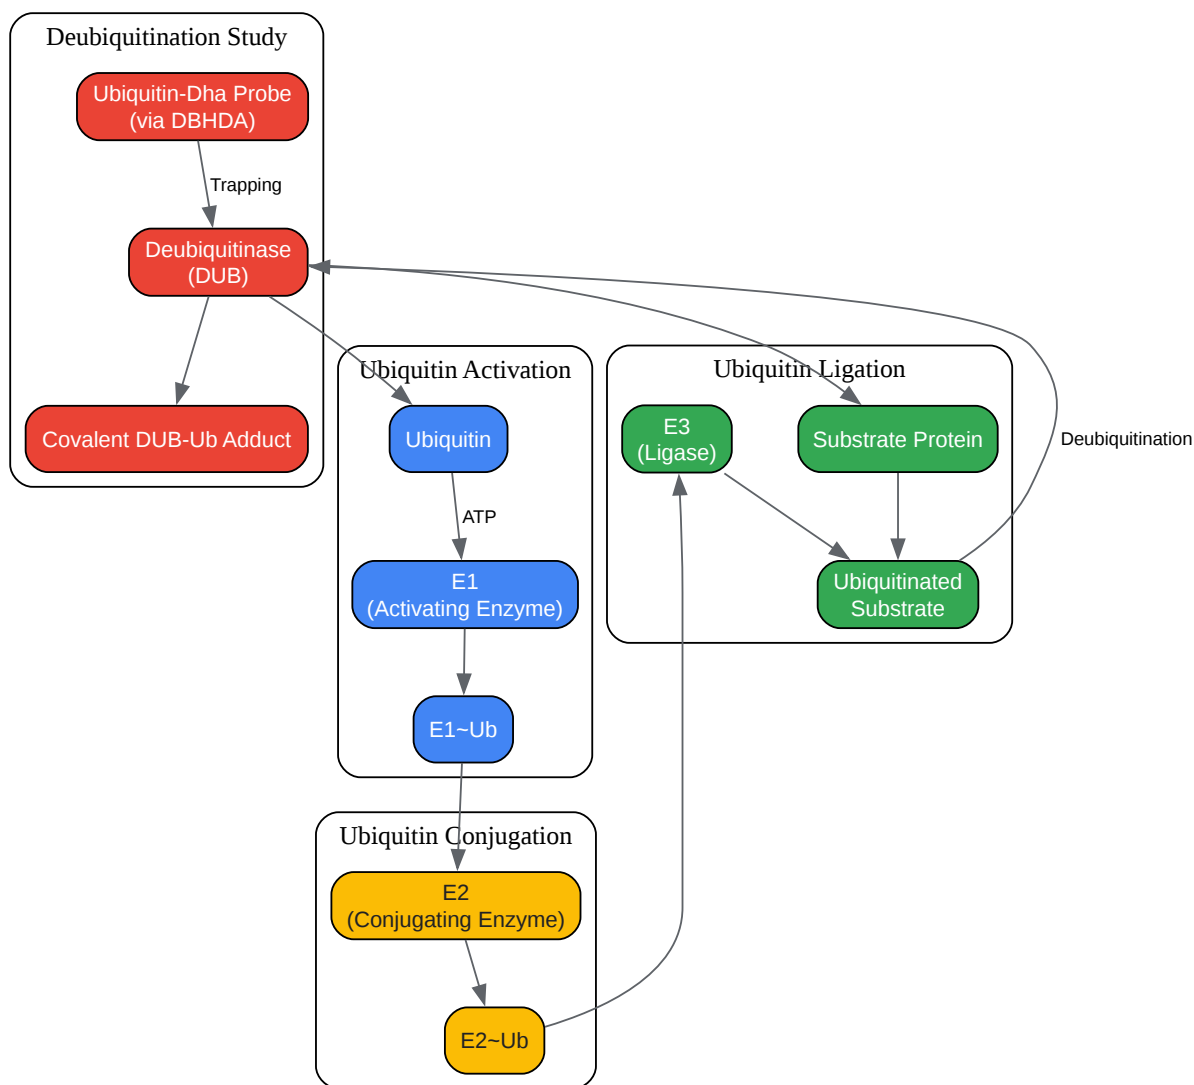 Deubiquitination Study
Ubiquitin-Dha Probe
(via DBHDA)
Trapping
Deubiquitinase
(DUB)
Covalent DUB-Ub Adduct
Ubiquitin Activation
Ubiquitin
ATP
E1
(Activating Enzyme)
E1~Ub
Ubiquitin Conjugation
E2
(Conjugating Enzyme)
E2~Ub
Ubiquitin Ligation
E3
(Ligase)
Substrate Protein
Ubiquitinated
Substrate
Deubiquitination